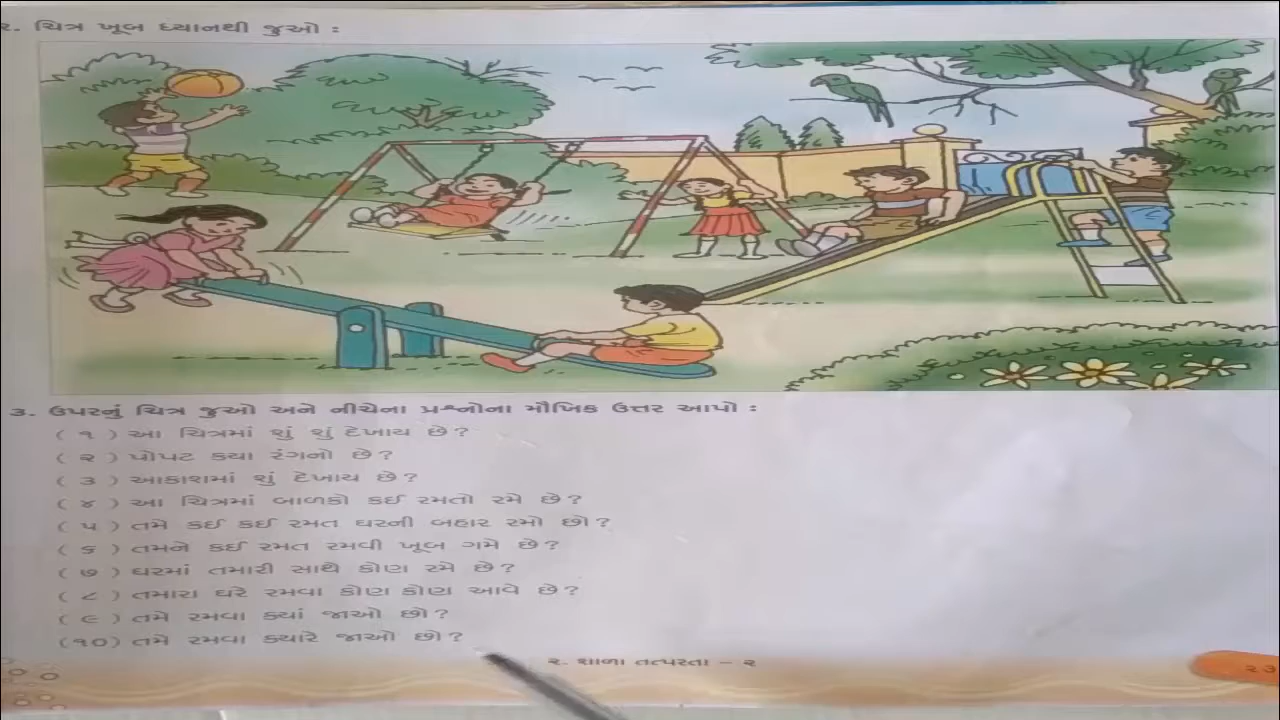 ૨. ચિત્ર ખૂબ ધ્યાનથી જુઓ :
૩. ઉપરનું ચિત્ર જુઓ અને નીચેના પ્રશ્નોના મૌખિક ઉત્તર આપો :
( ૧ ) આ ચિત્રમાં શું શું દેખાય છે?
( ૨ ) પોપટ કયા રંગનો છે?
( ૩ ) આકાશમાં શું દેખાય છે?
( ૪ ) આ ચિત્રમાં બાળકો કઈ રમતો રમે છે?
( ૫ ) તમે કઈ કઈ રમત ઘરની બહાર રમો છો?
( ૬ ) તમને કઈ રમત રમવી ખૂબ ગમે છે?
( ૭ ) ઘરમાં તમારી સાથે કોણ રમે છે?
( ૮ ) તમારા ઘરે રમવા કોણ કોણ આવે છે?
( ૯ ) તમે રમવા ક્યાં જાઓ છો?
(૧૦) તમે રમવા ક્યારે જાઓ છો?
૨. શાળા તત્પરતા – ૨
૨૩